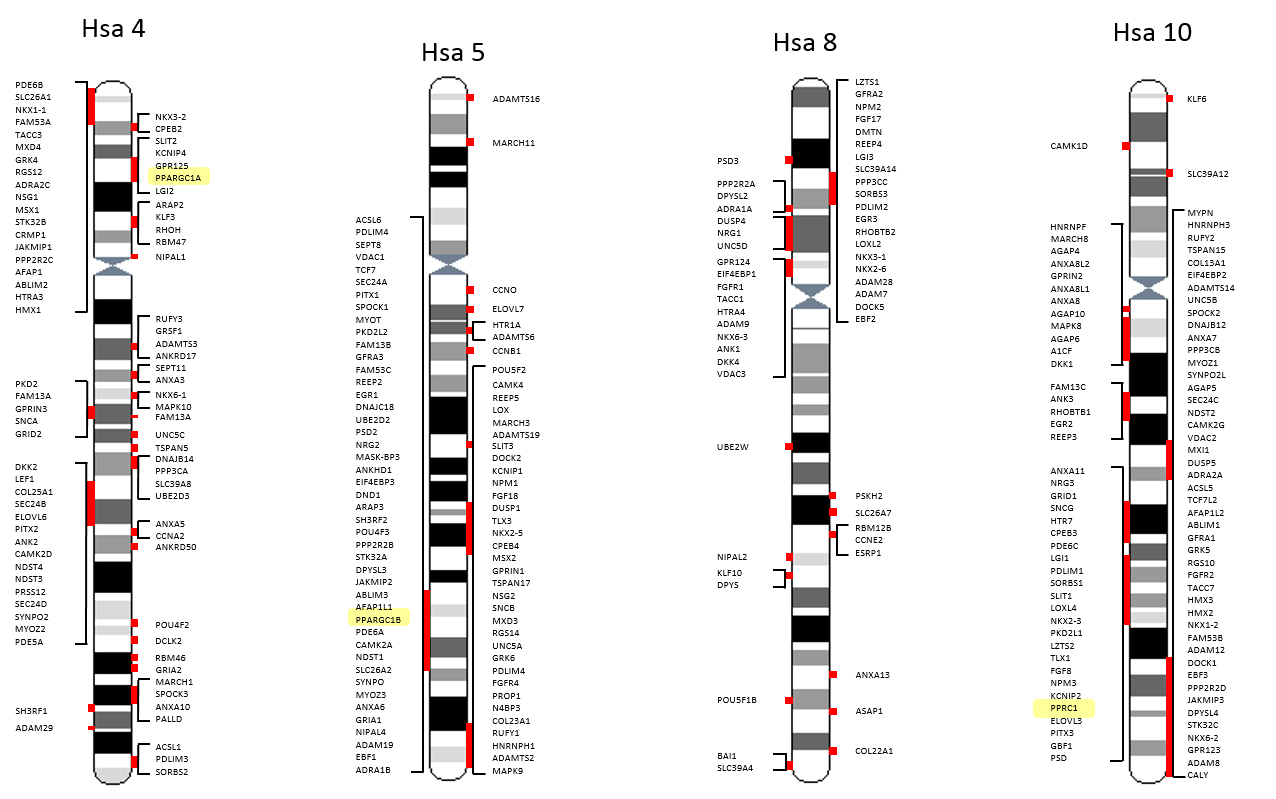 Hsa 4
PDE6B
SLC26A1
NKX1-1
FAM53A
TACC3
MXD4
GRK4
RGS12
ADRA2C
NSG1
MSX1
STK32B
CRMP1
JAKMIP1
PPP2R2C
AFAP1
ABLIM2
HTRA3
HMX1
PKD2
FAM13A
GPRIN3
SNCA
GRID2
DKK2
LEF1
COL25A1
SEC24B
ELOVL6
PITX2
ANK2
CAMK2D
NDST4
NDST3
PRSS12
SEC24D
SYNPO2
MYOZ2
PDE5A
SH3RF1
ADAM29
NKX3-2
CPEB2
SLIT2
KCNIP4
GPR125
PPARGC1A
LGI2
ARAP2
KLF3
RHOH
RBM47
NIPAL1
RUFY3
GRSF1
ADAMTS3
ANKRD17
SEPT11
ANXA3
NKX6-1
MAPK10
FAM13A
UNC5C
TSPAN5
DNAJB14
PPP3CA
SLC39A8
UBE2D3
ANXA5
CCNA2
ANKRD50
POU4F2
DCLK2
RBM46
GRIA2
MARCH1
SPOCK3
ANXA10
PALLD
ACSL1
PDLIM3
SORBS2
Hsa 5
ACSL6
PDLIM4
SEPT8
VDAC1
TCF7
SEC24A
PITX1
SPOCK1
MYOT
PKD2L2
FAM13B
GFRA3
FAM53C
REEP2
EGR1
DNAJC18
UBE2D2
PSD2
NRG2
MASK-BP3
ANKHD1
EIF4EBP3
DND1
ARAP3
SH3RF2
POU4F3
PPP2R2B
STK32A
DPYSL3
JAKMIP2
ABLIM3
AFAP1L1
PPARGC1B
PDE6A
CAMK2A
NDST1
SLC26A2
SYNPO
MYOZ3
ANXA6
GRIA1
NIPAL4
ADAM19
EBF1
ADRA1B
ADAMTS16
MARCH11
CCNO
ELOVL7
HTR1A
ADAMTS6
CCNB1
POU5F2
CAMK4
REEP5
LOX
MARCH3
ADAMTS19
SLIT3
DOCK2
KCNIP1
NPM1
FGF18
DUSP1
TLX3
NKX2-5
CPEB4
MSX2
GPRIN1
TSPAN17
NSG2
SNCB
MXD3
RGS14
UNC5A
GRK6
PDLIM4
FGFR4
PROP1
N4BP3
COL23A1
RUFY1
HNRNPH1
ADAMTS2
MAPK9
Hsa 8
PSD3
PPP2R2A
DPYSL2
ADRA1A
DUSP4
NRG1
UNC5D
GPR124
EIF4EBP1
FGFR1
TACC1
HTRA4
ADAM9
NKX6-3
ANK1
DKK4
VDAC3
UBE2W
NIPAL2
KLF10
DPYS
POU5F1B
BAI1
SLC39A4
LZTS1
GFRA2
NPM2
FGF17
DMTN
REEP4
LGI3
SLC39A14
PPP3CC
SORBS3
PDLIM2
EGR3
RHOBTB2
LOXL2
NKX3-1
NKX2-6
ADAM28
ADAM7
DOCK5
EBF2
PSKH2
SLC26A7
RBM12B
CCNE2
ESRP1
ANXA13
ASAP1
COL22A1
Hsa 10
CAMK1D
HNRNPF
MARCH8
AGAP4
ANXA8L2
GPRIN2
ANXA8L1
ANXA8
AGAP10
MAPK8
AGAP6
A1CF
DKK1
FAM13C
ANK3
RHOBTB1
EGR2
REEP3
ANXA11
NRG3
GRID1
SNCG
HTR7
CPEB3
PDE6C
LGI1
PDLIM1
SORBS1
SLIT1
LOXL4
NKX2-3
PKD2L1
LZTS2
TLX1
FGF8
NPM3
KCNIP2
PPRC1
ELOVL3
PITX3
GBF1
PSD
KLF6
SLC39A12
MYPN
HNRNPH3
RUFY2
TSPAN15
COL13A1
EIF4EBP2
ADAMTS14
UNC5B
SPOCK2
DNAJB12
ANXA7
PPP3CB
MYOZ1
SYNPO2L
AGAP5
SEC24C
NDST2
CAMK2G
VDAC2
MXI1
DUSP5
ADRA2A
ACSL5
TCF7L2
AFAP1L2
ABLIM1
GFRA1
GRK5
RGS10
FGFR2
TACC7
HMX3
HMX2
NKX1-2
FAM53B
ADAM12
DOCK1
EBF3
PPP2R2D
JAKMIP3
DPYSL4
STK32C
NKX6-2
GPR123
ADAM8
CALY